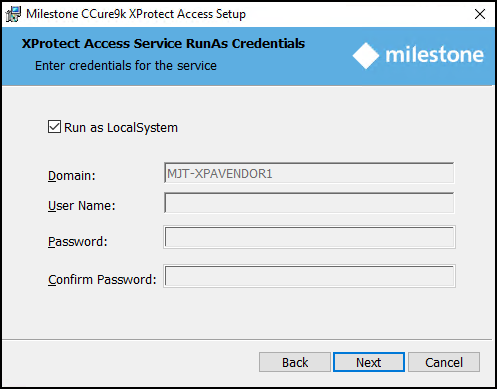 Milestone CCure9k XProtect Access Setup
XProtect Access Service RunAs Credentials
Enter credentials for the service
milestone
Run as LocalSystem
Domain: MJT-XPAVENDOR1
User Name:
Password:
Confirm Password:
Back Next Cancel